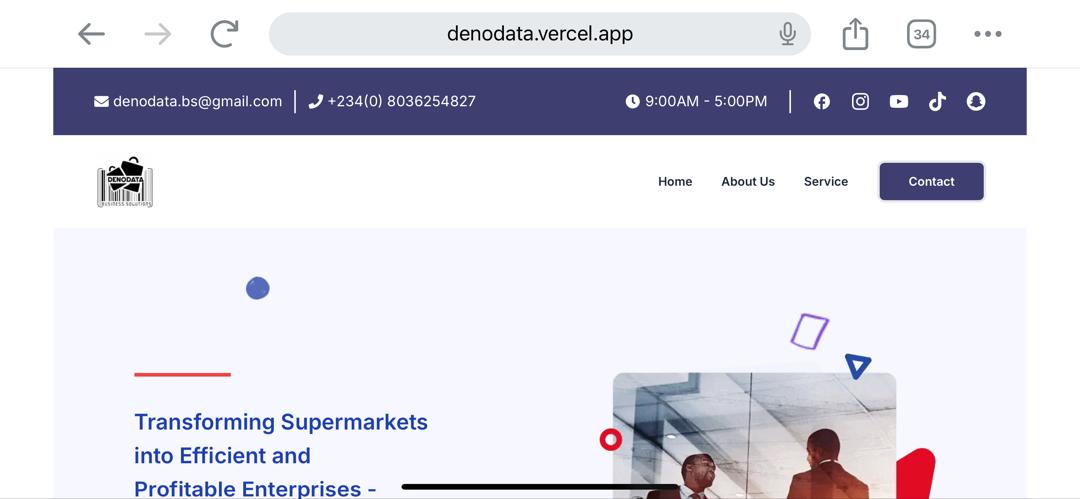 denodata.vercel.app
34
denodata.bs@gmail.com
+234(0) 8036254827
9:00AM - 5:00PM
DENODATA
BUSINESS SOLUTIONS
Home
About Us
Service
Contact
Transforming Supermarkets
into Efficient and
Profitable Enterprises -